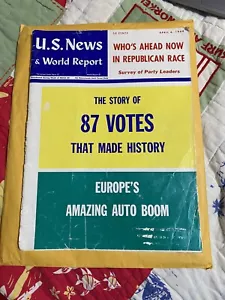 U.S. News
& World Report
WHO'S AHEAD NOW
IN REPUBLICAN RACE
Survey of Party Leaders
THE STORY OF
87 VOTES
THAT MADE HISTORY
EUROPE'S
AMAZING AUTO BOOM